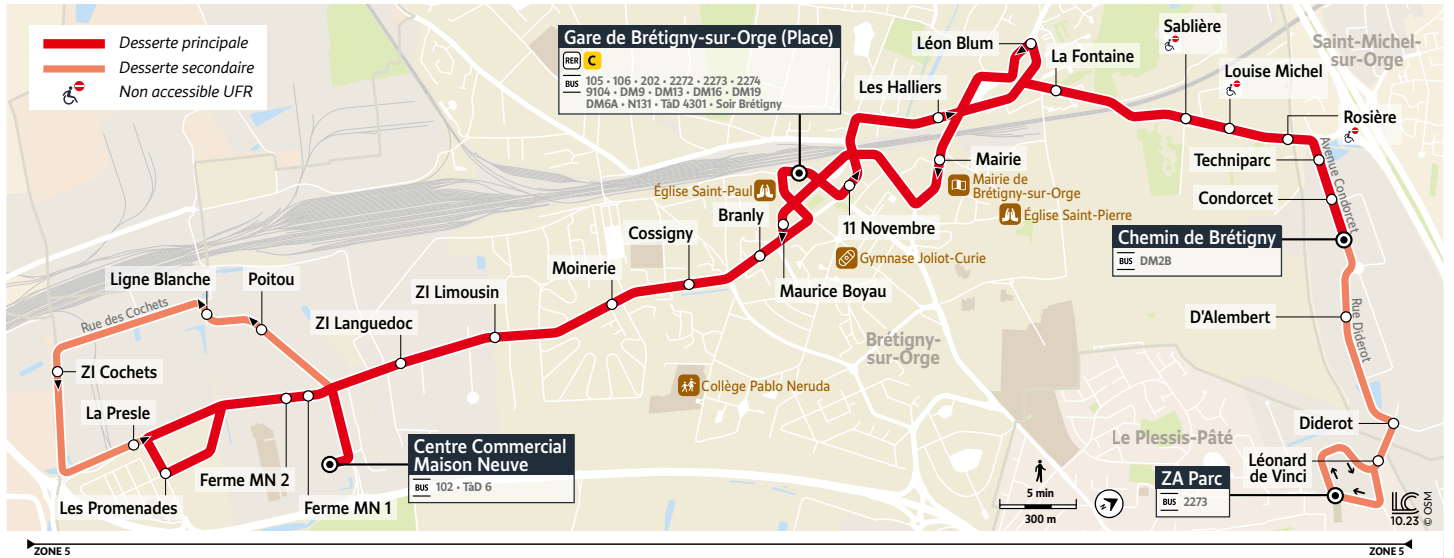 Desserte principale
Desserte secondaire
Non accessible UFR
Gare de Brétigny-sur-Orge (Place)
RER C
BUS
105 • 106 • 202 • 2272 • 2273 • 2274
9104 • DM9 • DM13 • DM16 • DM19
DM6A • N131 • TàD 4301 • Soir Brétigny
Léon Blum
La Fontaine
Sablière
Saint-Michel-
sur-Orge
Louise Michel
Les Halliers
Rosière
Techniparc
Avenue Condorcet
Condorcet
Mairie
Mairie de
Brétigny-sur-Orge
Église Saint-Paul
Église Saint-Pierre
Branly
11 Novembre
Chemin de Brétigny
BUS DM2B
Cossigny
Gymnase Joliot-Curie
Moinerie
Maurice Boyau
Ligne Blanche
Poitou
ZI Limousin
Rue des Cochets
ZI Languedoc
D'Alembert
Rue Diderot
Brétigny-
sur-Orge
ZI Cochets
Collège Pablo Neruda
La Presle
Diderot
Centre Commercial
Maison Neuve
BUS 102 • TàD 6
Le Plessis-Pâté
Léonard
de Vinci
Ferme MN 2
ZA Parc
BUS 2273
5 min
300 m
Les Promenades
Ferme MN 1
LC
10.23
© OSM
ZONE 5
ZONE 5